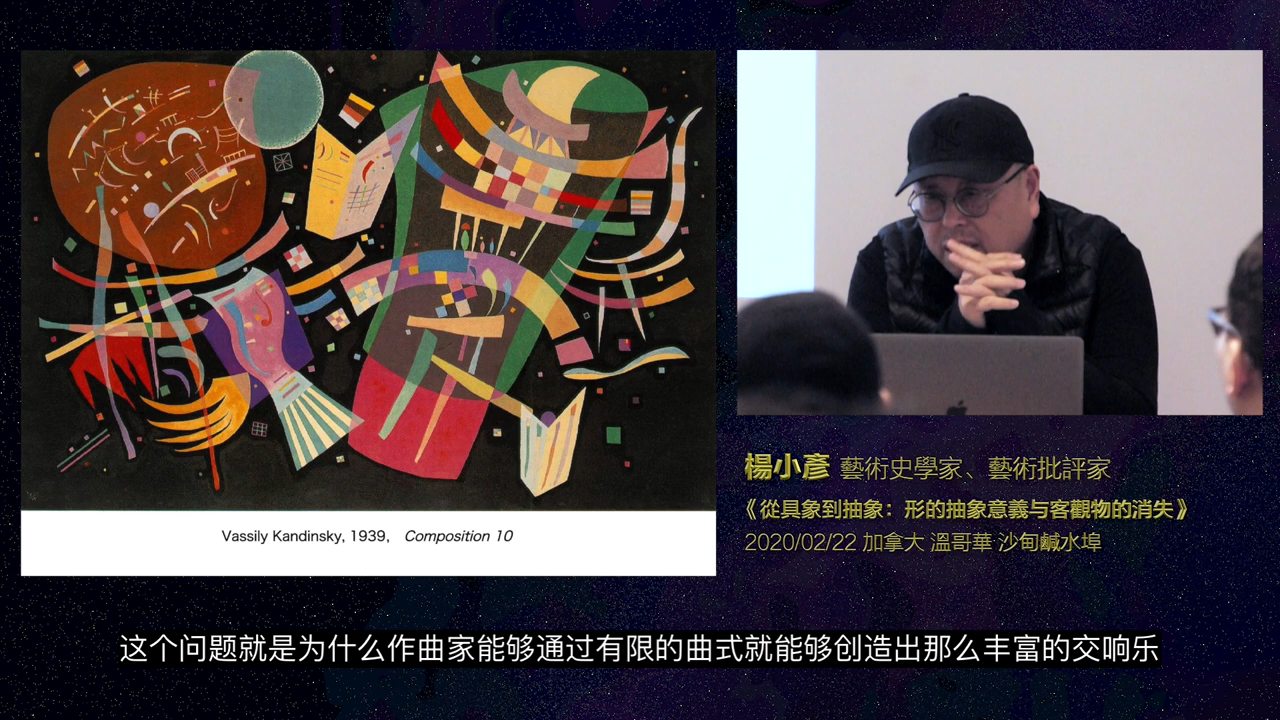 Vassily Kandinsky, 1939, Composition 10
楊小彥 藝術史學家、藝術批評家
《從具象到抽象：形的抽象意義与客觀物的消失》
2020/02/22 加拿大 溫哥華 沙甸鹹水埠
这个问题就是为什么作曲家能够通过有限的曲式就能够创造出那么丰富的交响乐